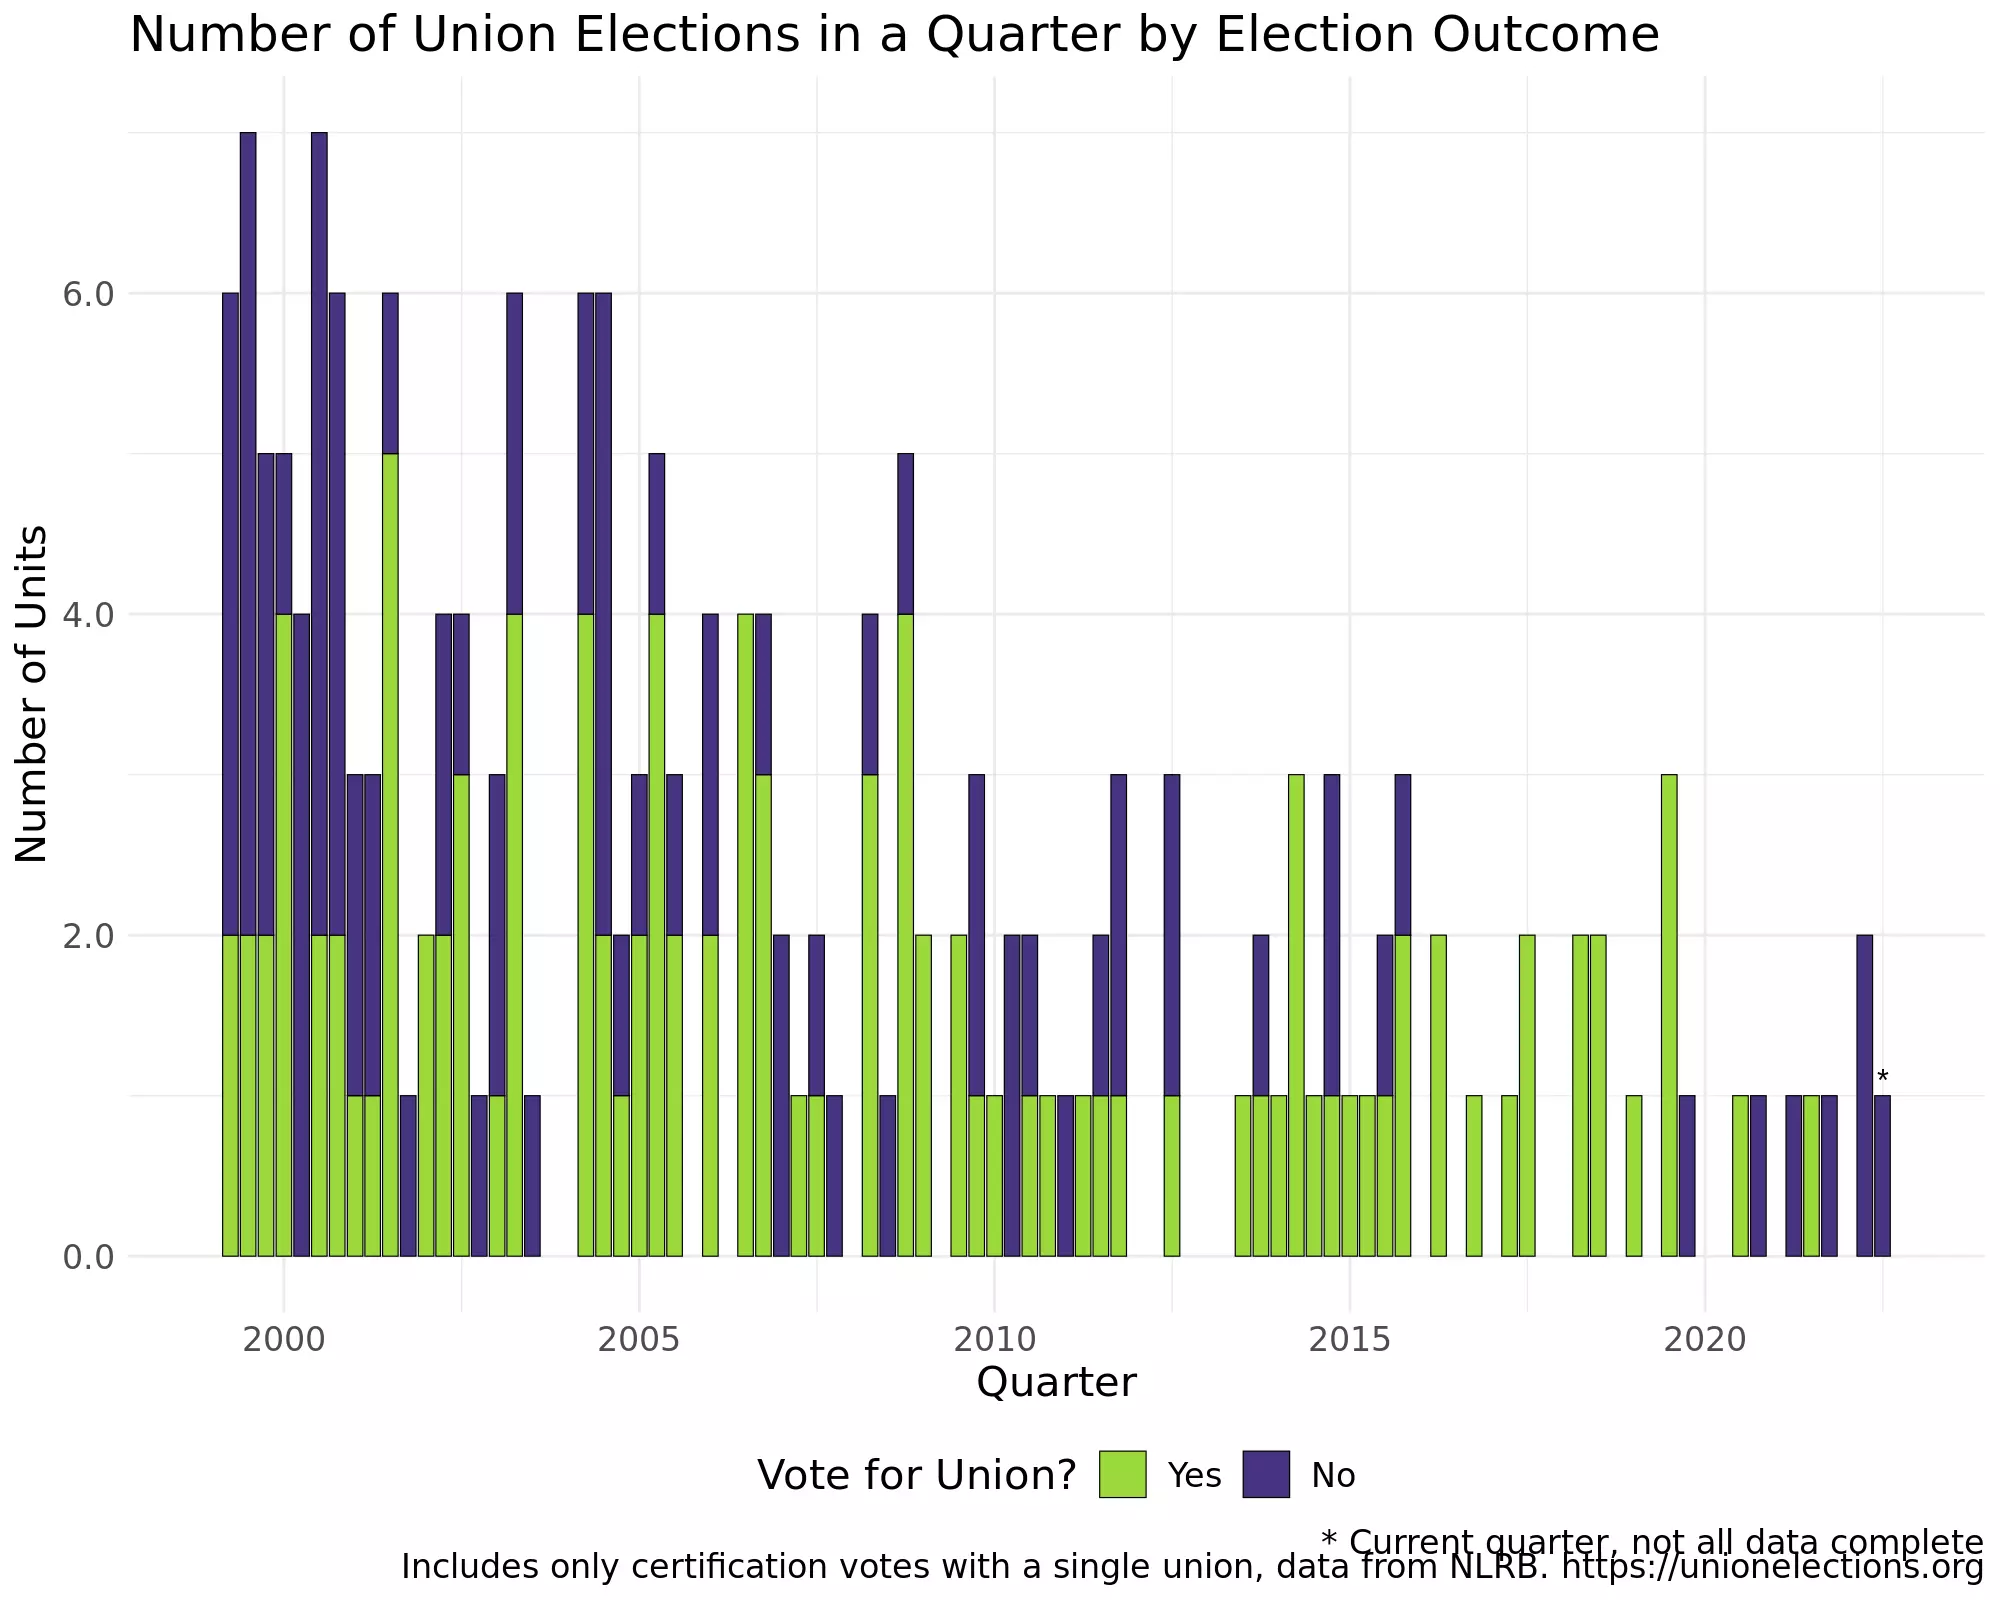 Number of Union Elections in a Quarter by Election Outcome
Number of Units
6.0
4.0
2.0
0.0
*
2000 2005 2010 2015 2020
Quarter
Vote for Union? Yes No
* Current quarter, not all data complete
Includes only certification votes with a single union, data from NLRB. https://unionelections.org